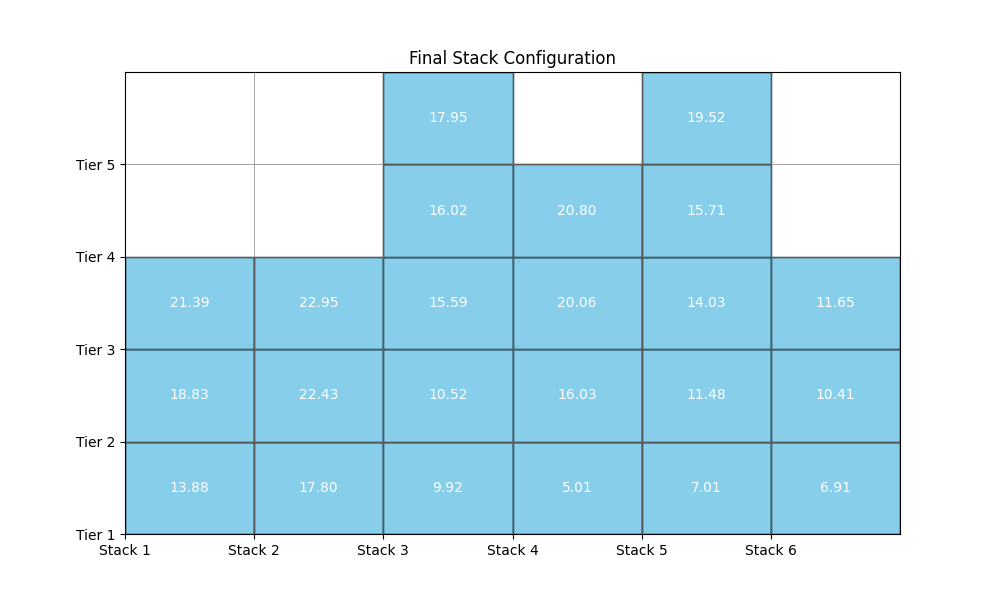 Final Stack Configuration
17.95 19.52
Tier 5
16.02 20.80 15.71
Tier 4
21.39 22.95 15.59 20.06 14.03 11.65
Tier 3
18.83 22.43 10.52 16.03 11.48 10.41
Tier 2
13.88 17.80 9.92 5.01 7.01 6.91
Tier 1
Stack 1 Stack 2 Stack 3 Stack 4 Stack 5 Stack 6